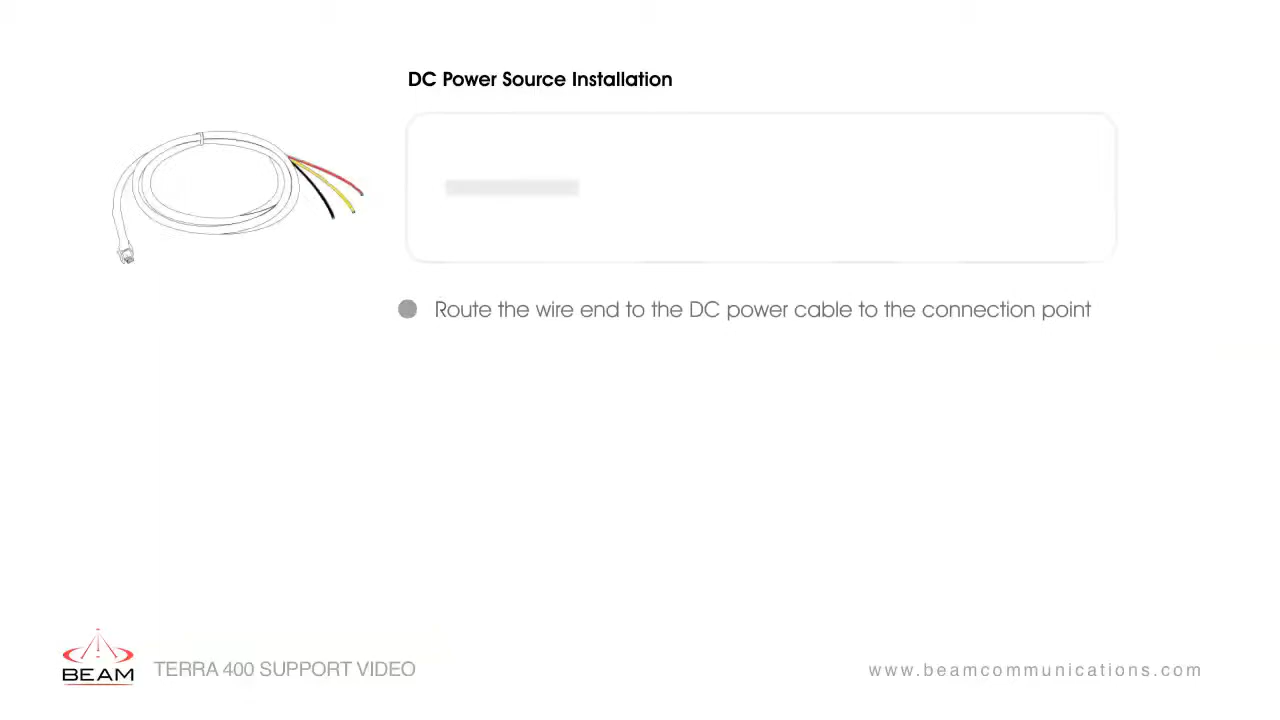 DC Power Source Installation
Route the wire end to the DC power cable to the connection point
BEAM
TERRA 400 SUPPORT VIDEO
www.beamcommunications.com